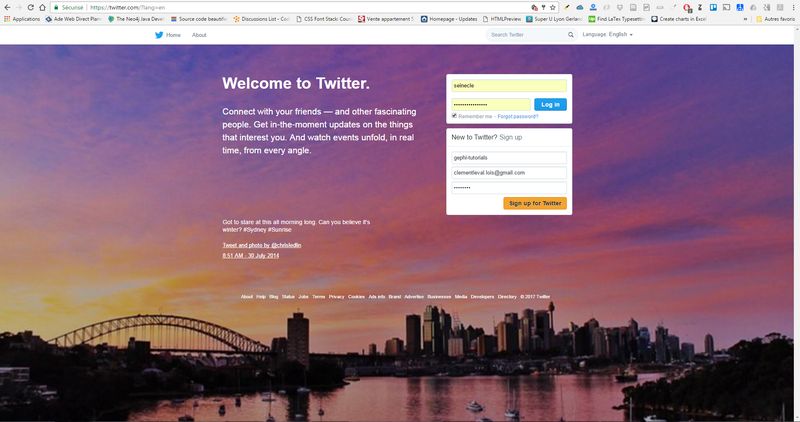 Sécurisé https://twitter.com/?lang=en
Applications Ade Web Direct Plan The Neo4j Java Devel Source code beautifier Discussions List - Con CSS Font Stack: Coun Vente appartement 5 Homepage - Updates HTMLPreview Super U Lyon Gerland Find LaTex Typesetting Create charts in Excel Autres favoris
Home About Search Twitter Language: English
Welcome to Twitter.
Connect with your friends — and other fascinating
people. Get in-the-moment updates on the things
that interest you. And watch events unfold, in real
time, from every angle.
seinecle
Log in
Remember me · Forgot password?
New to Twitter? Sign up
gephi-tutorials
clementleval.lois@gmail.com
Sign up for Twitter
Got to stare at this all morning long. Can you believe it's
winter? #Sydney #Sunrise
Tweet and photo by @chrisledlin
8:51 AM - 30 July 2014
About Help Blog Status Jobs Terms Privacy Cookies Ads info Brand Advertise Businesses Media Developers Directory © 2017 Twitter